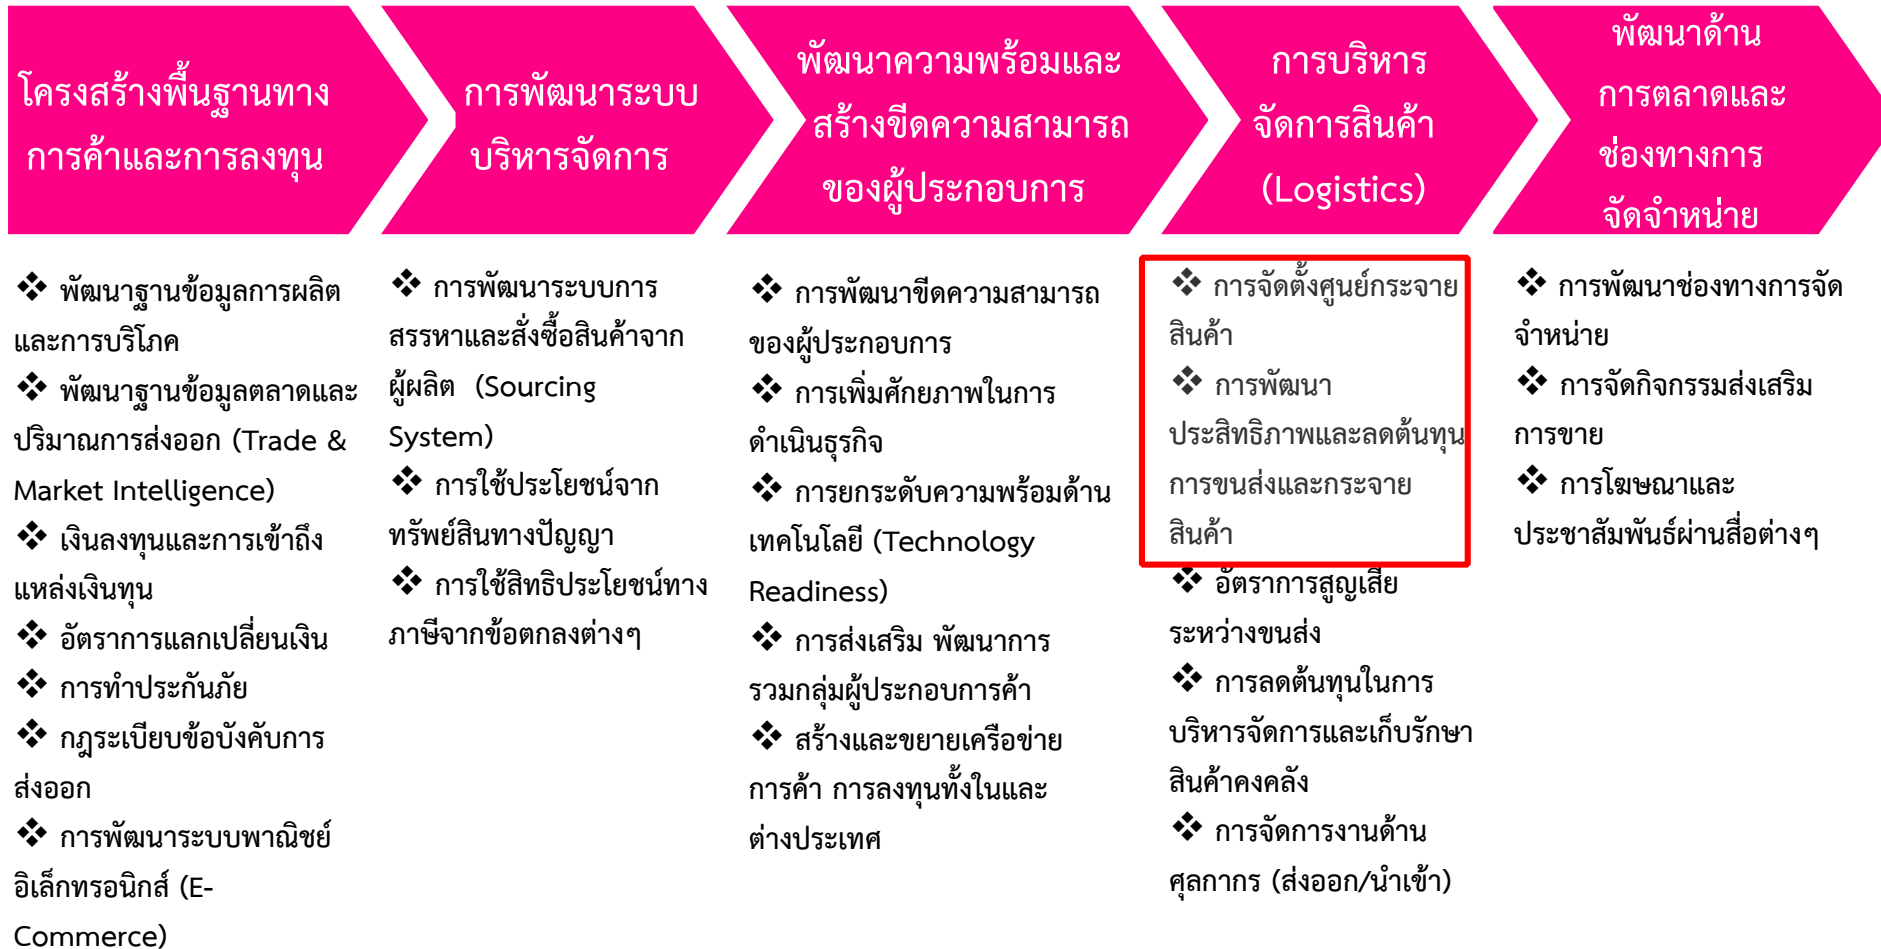 โครงสร้างพื้นฐานทาง
การค้าและการลงทุน
การพัฒนาระบบ
บริหารจัดการ
พัฒนาความพร้อมและ
สร้างขีดความสามารถ
ของผู้ประกอบการ
การบริหาร
จัดการสินค้า
(Logistics)
พัฒนาด้าน
การตลาดและ
ช่องทางการ
จัดจำหน่าย
❖ พัฒนาฐานข้อมูลการผลิต
และการบริโภค
❖ พัฒนาฐานข้อมูลตลาดและ
ปริมาณการส่งออก (Trade &
Market Intelligence)
❖ เงินลงทุนและการเข้าถึง
แหล่งเงินทุน
❖ อัตราการแลกเปลี่ยนเงิน
❖ การทำประกันภัย
❖ กฎระเบียบข้อบังคับการ
ส่งออก
❖ การพัฒนาระบบพาณิชย์
อิเล็กทรอนิกส์ (E-
Commerce)
❖ การพัฒนาระบบการ
สรรหาและสั่งซื้อสินค้าจาก
ผู้ผลิต (Sourcing
System)
❖ การใช้ประโยชน์จาก
ทรัพย์สินทางปัญญา
❖ การใช้สิทธิประโยชน์ทาง
ภาษีจากข้อตกลงต่างๆ
❖ การพัฒนาขีดความสามารถ
ของผู้ประกอบการ
❖ การเพิ่มศักยภาพในการ
ดำเนินธุรกิจ
❖ การยกระดับความพร้อมด้าน
เทคโนโลยี (Technology
Readiness)
❖ การส่งเสริม พัฒนาการ
รวมกลุ่มผู้ประกอบการค้า
❖ สร้างและขยายเครือข่าย
การค้า การลงทุนทั้งในและ
ต่างประเทศ
❖ การจัดตั้งศูนย์กระจาย
สินค้า
❖ การพัฒนา
ประสิทธิภาพและลดต้นทุน
การขนส่งและกระจาย
สินค้า
❖ อัตราการสูญเสีย
ระหว่างขนส่ง
❖ การลดต้นทุนในการ
บริหารจัดการและเก็บรักษา
สินค้าคงคลัง
❖ การจัดการงานด้าน
ศุลกากร (ส่งออก/นำเข้า)
❖ การพัฒนาช่องทางการจัด
จำหน่าย
❖ การจัดกิจกรรมส่งเสริม
การขาย
❖ การโฆษณาและ
ประชาสัมพันธ์ผ่านสื่อต่างๆ